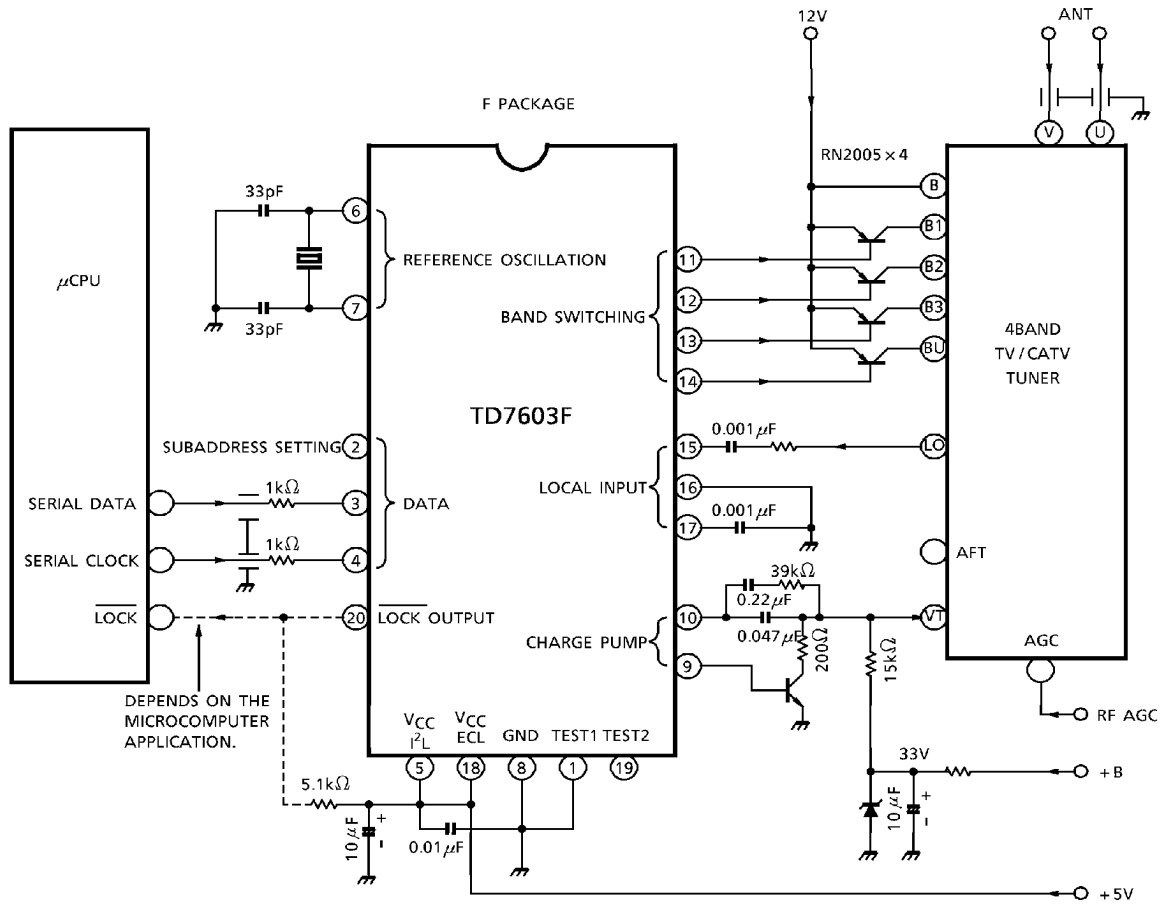 12V
ANT
F PACKAGE
V
U
RN2005×4
33pF
6
B
μCPU
REFERENCE OSCILLATION
11
B1
7
33pF
12
B2
BAND SWITCHING
13
B3
14
BU
4BAND
TV/CATV
TUNER
TD7603F
SUBADDRESS SETTING
2
15
0.001μF
LO
SERIAL DATA
1kΩ
3
DATA
LOCAL INPUT
16
SERIAL CLOCK
1kΩ
4
17
0.001μF
AFT
LOCK
20
LOCK OUTPUT
10
39kΩ
0.22μF
0.047μF
VT
CHARGE PUMP
9
200Ω
15kΩ
AGC
DEPENDS ON THE
MICROCOMPUTER
APPLICATION.
RF AGC
VCC
I²L
VCC
ECL
GND
TEST1
TEST2
5
18
8
1
19
33V
+B
5.1kΩ
10μF
+
-
0.01μF
10μF
+
-
+5V